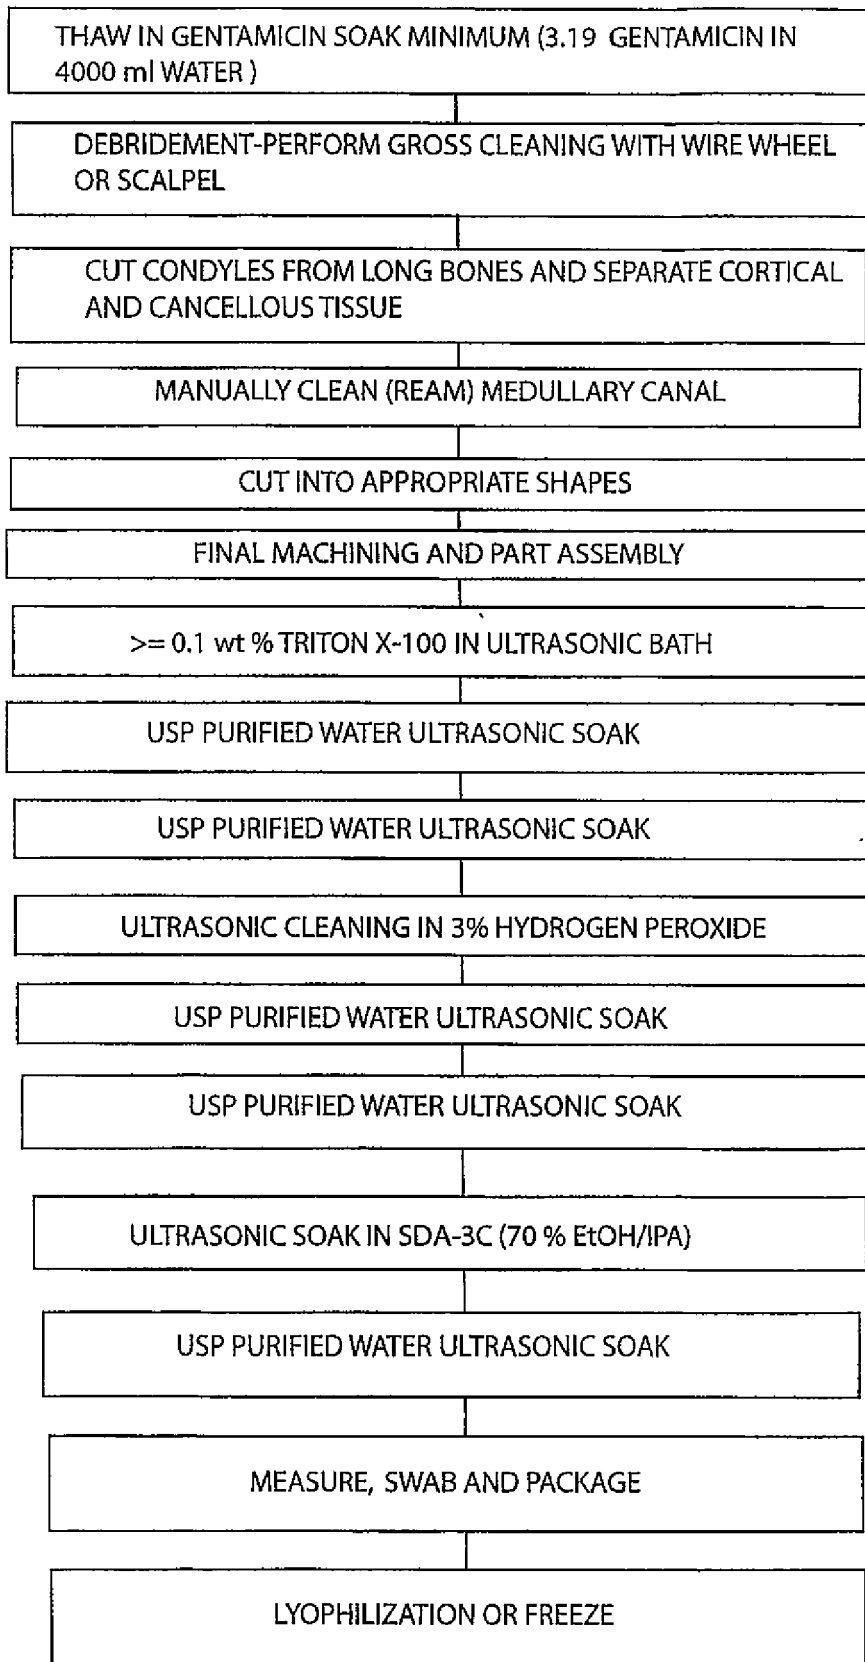 THAW IN GENTAMICIN SOAK MINIMUM (3.19 GENTAMICIN IN
4000 ml WATER )
DEBRIDEMENT-PERFORM GROSS CLEANING WITH WIRE WHEEL
OR SCALPEL
CUT CONDYLES FROM LONG BONES AND SEPARATE CORTICAL
AND CANCELLOUS TISSUE
MANUALLY CLEAN (REAM) MEDULLARY CANAL
CUT INTO APPROPRIATE SHAPES
FINAL MACHINING AND PART ASSEMBLY
>= 0.1 wt % TRITON X-100 IN ULTRASONIC BATH
USP PURIFIED WATER ULTRASONIC SOAK
USP PURIFIED WATER ULTRASONIC SOAK
ULTRASONIC CLEANING IN 3% HYDROGEN PEROXIDE
USP PURIFIED WATER ULTRASONIC SOAK
USP PURIFIED WATER ULTRASONIC SOAK
ULTRASONIC SOAK IN SDA-3C (70 % EtOH/IPA)
USP PURIFIED WATER ULTRASONIC SOAK
MEASURE, SWAB AND PACKAGE
LYOPHILIZATION OR FREEZE